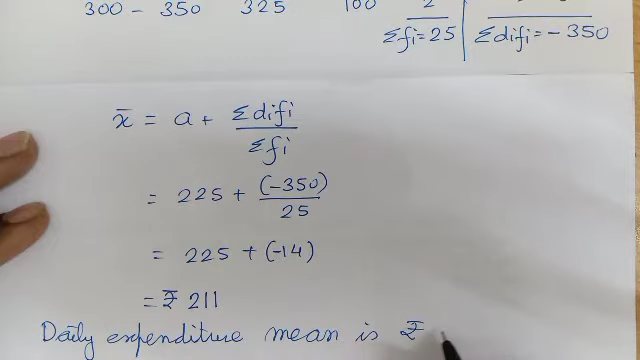 300 - 350 325 100 2
Σfi = 25 Σdifi = - 350
x̄ = a + Σdifi / Σfi
= 225 + (-350) / 25
= 225 + (-14)
= ₹ 211
Daily expenditure mean is ₹